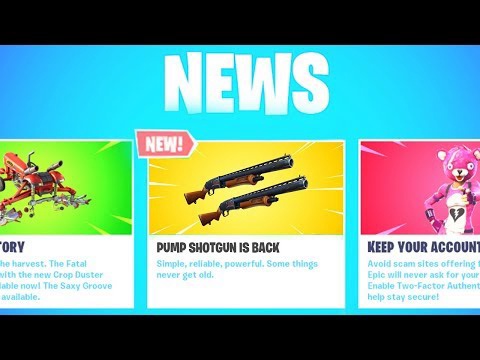 NEWS
NEW!
TORY
he harvest. The Fatal
with the new Crop Duster
lable now! The Saxy Groove
available.
PUMP SHOTGUN IS BACK
Simple, reliable, powerful. Some things
never get old.
KEEP YOUR ACCOUNT
Avoid scam sites offering f
Epic will never ask for your
Enable Two-Factor Authent
help stay secure!